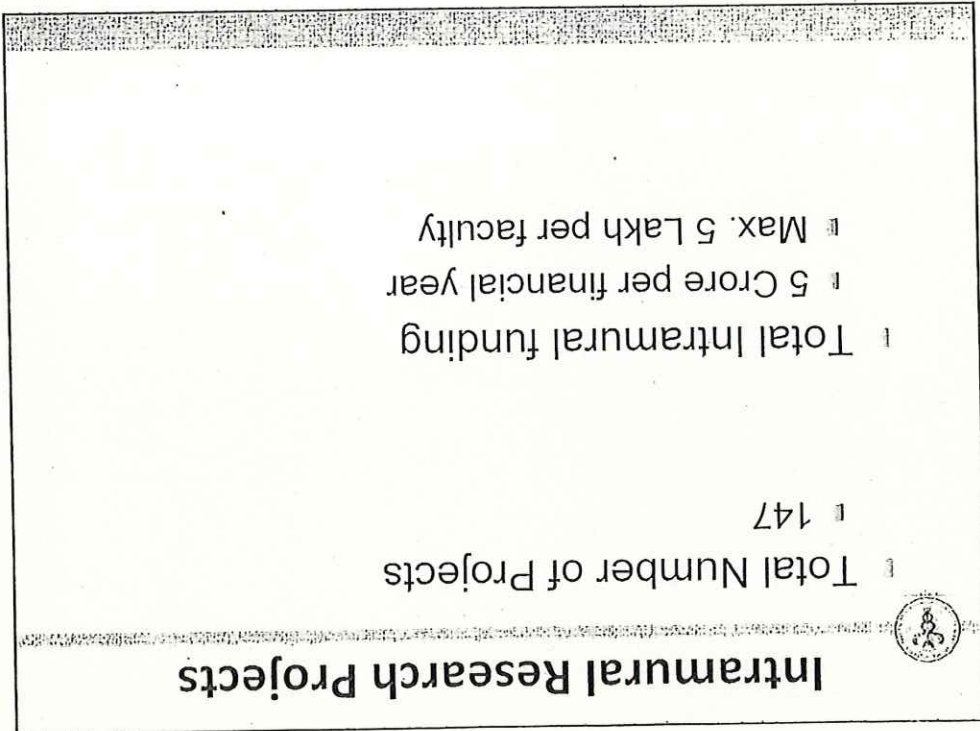 Intramural Research Projects
Total Number of Projects
147
Total Intramural funding
5 Crore per financial year
Max. 5 Lakh per faculty